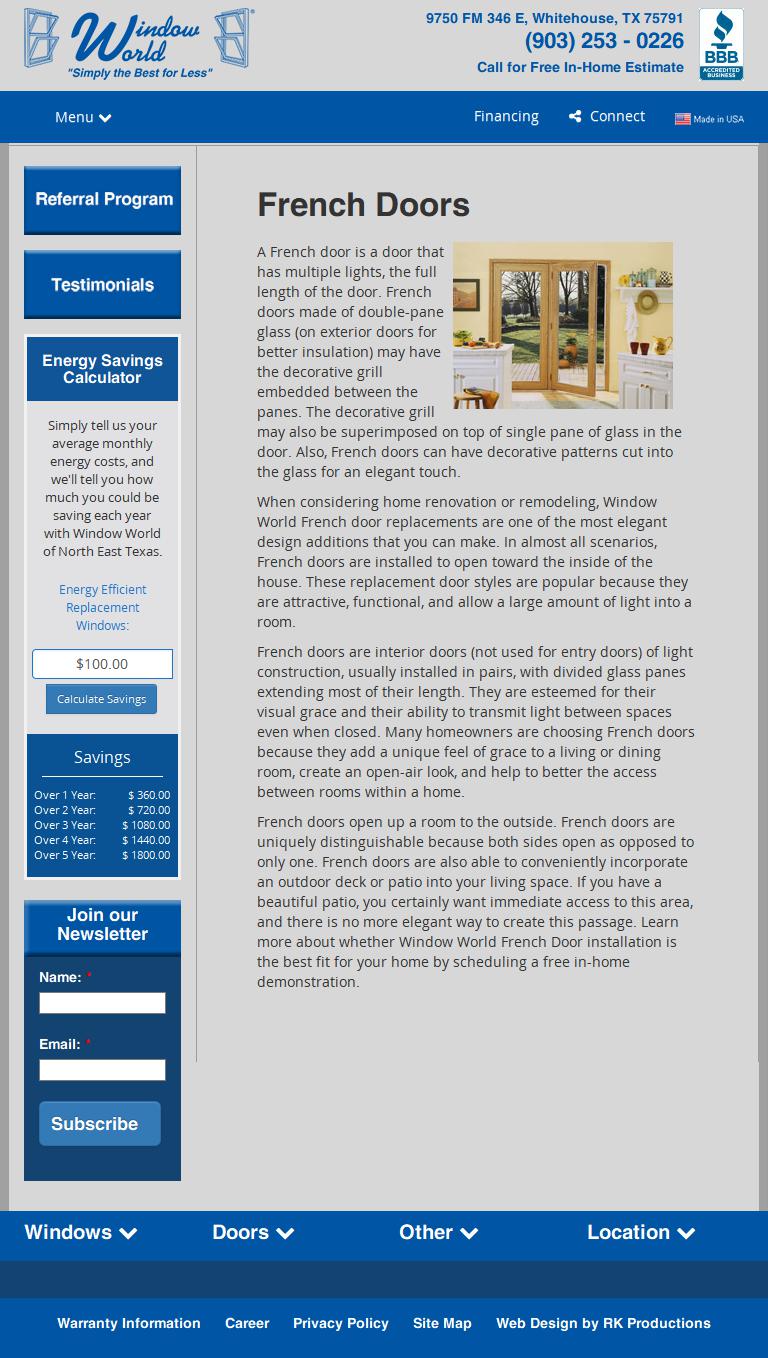 Window World®
"Simply the Best for Less"
9750 FM 346 E, Whitehouse, TX 75791
(903) 253 - 0226
Call for Free In-Home Estimate
BBB
ACCREDITED
BUSINESS
Menu
Financing
Connect
Made in USA
Referral Program
Testimonials
Energy Savings
Calculator
Simply tell us your
average monthly
energy costs, and
we'll tell you how
much you could be
saving each year
with Window World
of North East Texas.
Energy Efficient
Replacement
Windows:
$100.00
Calculate Savings
Savings
Over 1 Year: $ 360.00
Over 2 Year: $ 720.00
Over 3 Year: $ 1080.00
Over 4 Year: $ 1440.00
Over 5 Year: $ 1800.00
Join our
Newsletter
Name: *
Email: *
Subscribe
French Doors
A French door is a door that
has multiple lights, the full
length of the door. French
doors made of double-pane
glass (on exterior doors for
better insulation) may have
the decorative grill
embedded between the
panes. The decorative grill
may also be superimposed on top of single pane of glass in the
door. Also, French doors can have decorative patterns cut into
the glass for an elegant touch.
When considering home renovation or remodeling, Window
World French door replacements are one of the most elegant
design additions that you can make. In almost all scenarios,
French doors are installed to open toward the inside of the
house. These replacement door styles are popular because they
are attractive, functional, and allow a large amount of light into a
room.
French doors are interior doors (not used for entry doors) of light
construction, usually installed in pairs, with divided glass panes
extending most of their length. They are esteemed for their
visual grace and their ability to transmit light between spaces
even when closed. Many homeowners are choosing French doors
because they add a unique feel of grace to a living or dining
room, create an open-air look, and help to better the access
between rooms within a home.
French doors open up a room to the outside. French doors are
uniquely distinguishable because both sides open as opposed to
only one. French doors are also able to conveniently incorporate
an outdoor deck or patio into your living space. If you have a
beautiful patio, you certainly want immediate access to this area,
and there is no more elegant way to create this passage. Learn
more about whether Window World French Door installation is
the best fit for your home by scheduling a free in-home
demonstration.
Windows
Doors
Other
Location
Warranty Information
Career
Privacy Policy
Site Map
Web Design by RK Productions